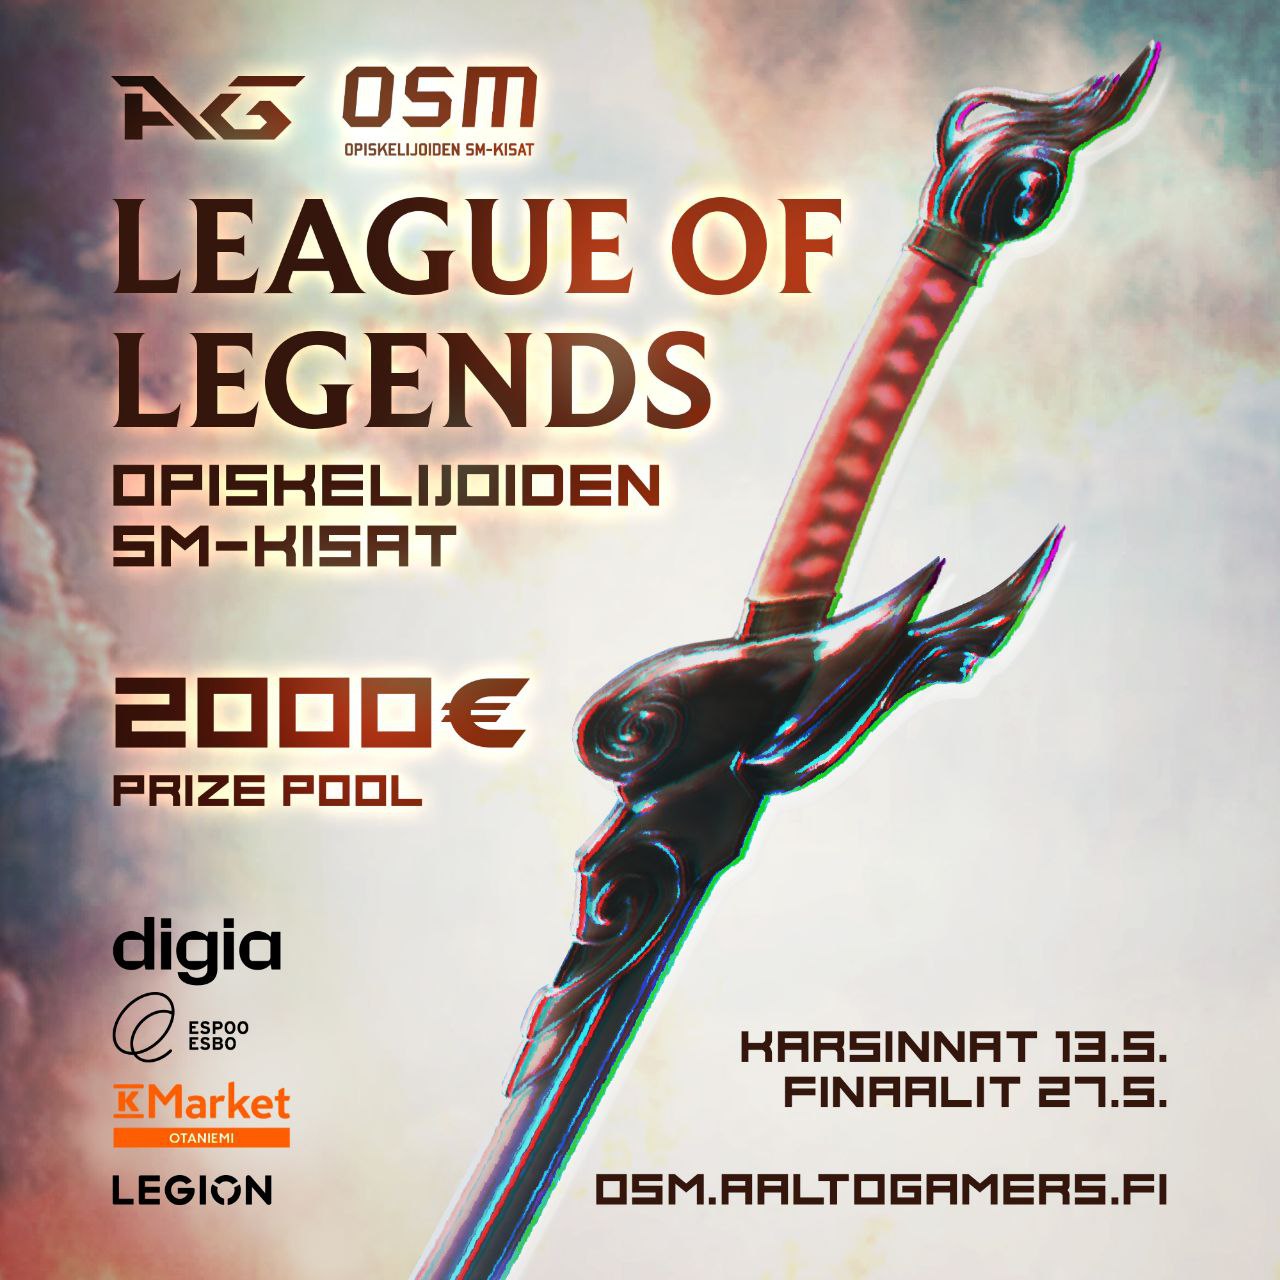 AG
OSM
OPISKELIJOIDEN SM-KISAT
LEAGUE OF
LEGENDS
OPISKELIJOIDEN
SM-KISAT
2000€
PRIZE POOL
digia
ESPOO
ESBO
K Market
OTANIEMI
LEGION
KARSINNAT 13.5.
FINAALIT 27.5.
OSM.AALTOGAMERS.FI